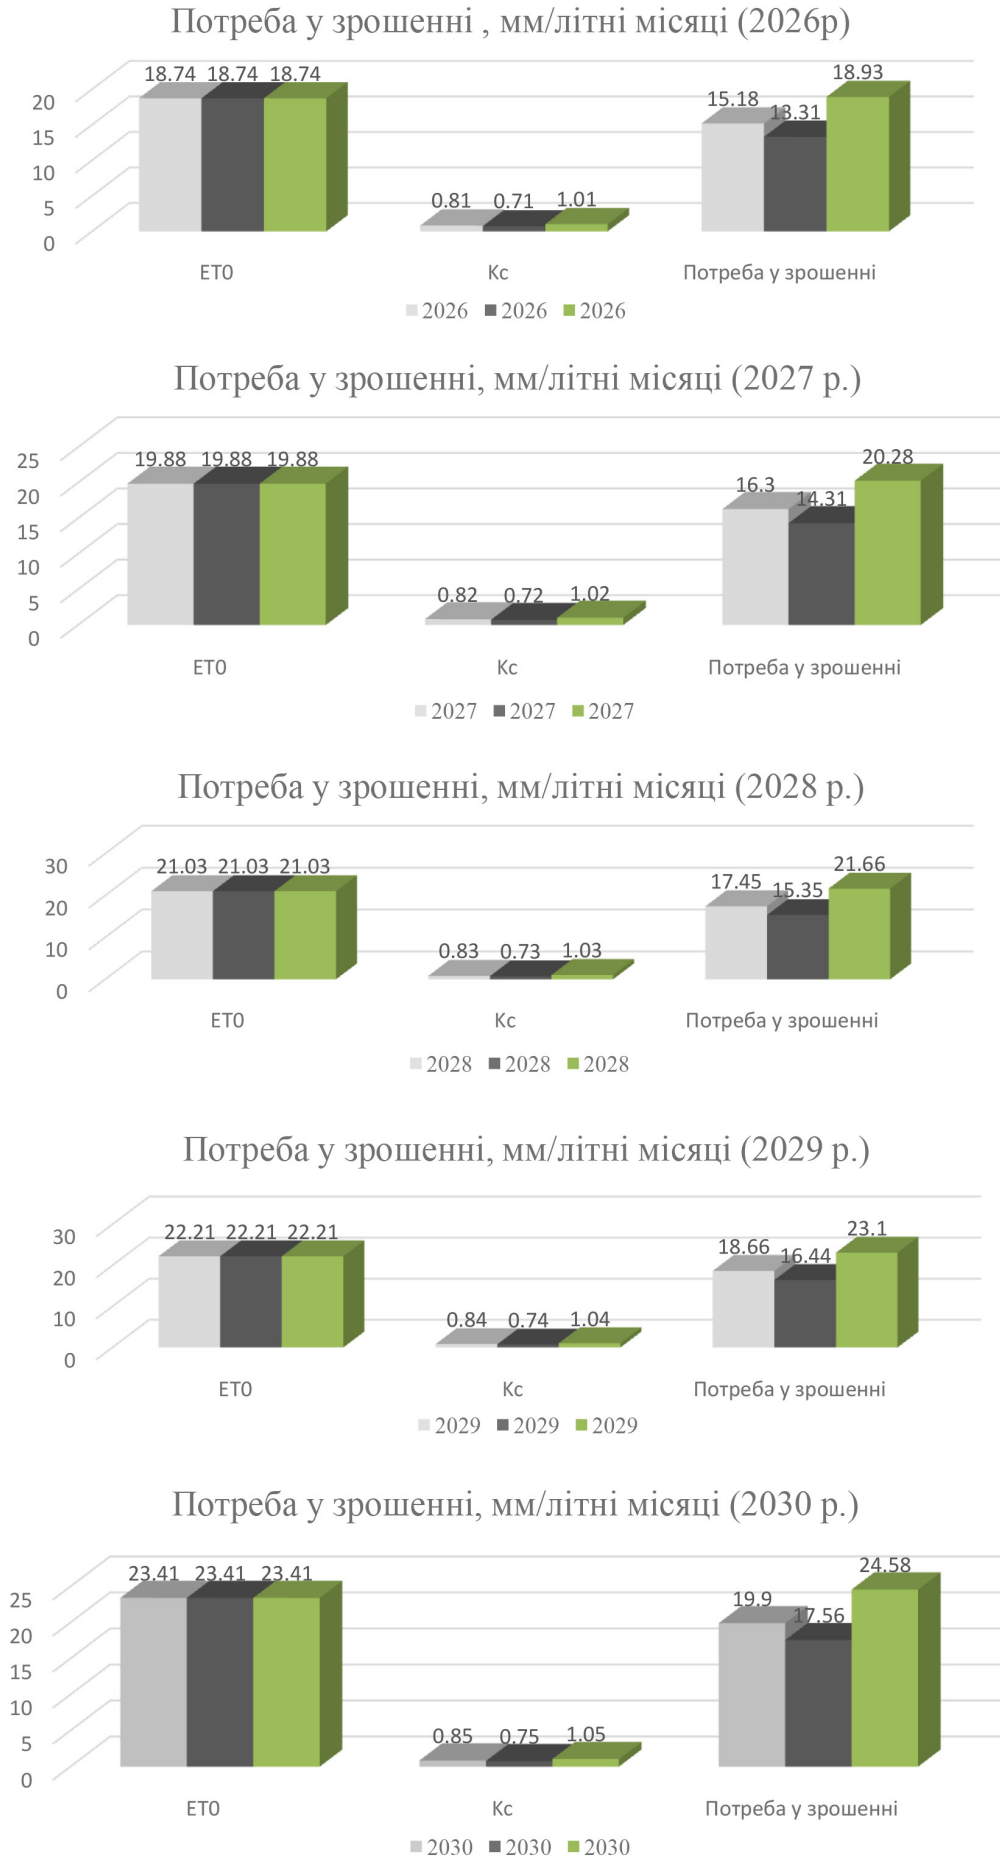 Потреба у зрошенні , мм/літні місяці (2026р)
18.74 18.74 18.74
0.81 0.71 1.01
15.18 13.31 18.93
20
15
10
5
0
ET0 Kc Потреба у зрошенні
2026 2026 2026
Потреба у зрошенні, мм/літні місяці (2027 р.)
19.88 19.88 19.88
0.82 0.72 1.02
16.3 14.31 20.28
25
20
15
10
5
0
ET0 Kc Потреба у зрошенні
2027 2027 2027
Потреба у зрошенні, мм/літні місяці (2028 р.)
21.03 21.03 21.03
0.83 0.73 1.03
17.45 15.35 21.66
30
20
10
0
ET0 Kc Потреба у зрошенні
2028 2028 2028
Потреба у зрошенні, мм/літні місяці (2029 р.)
22.21 22.21 22.21
0.84 0.74 1.04
18.66 16.44 23.1
30
20
10
0
ET0 Kc Потреба у зрошенні
2029 2029 2029
Потреба у зрошенні, мм/літні місяці (2030 р.)
23.41 23.41 23.41
0.85 0.75 1.05
19.9 17.56 24.58
25
20
15
10
5
0
ET0 Kc Потреба у зрошенні
2030 2030 2030